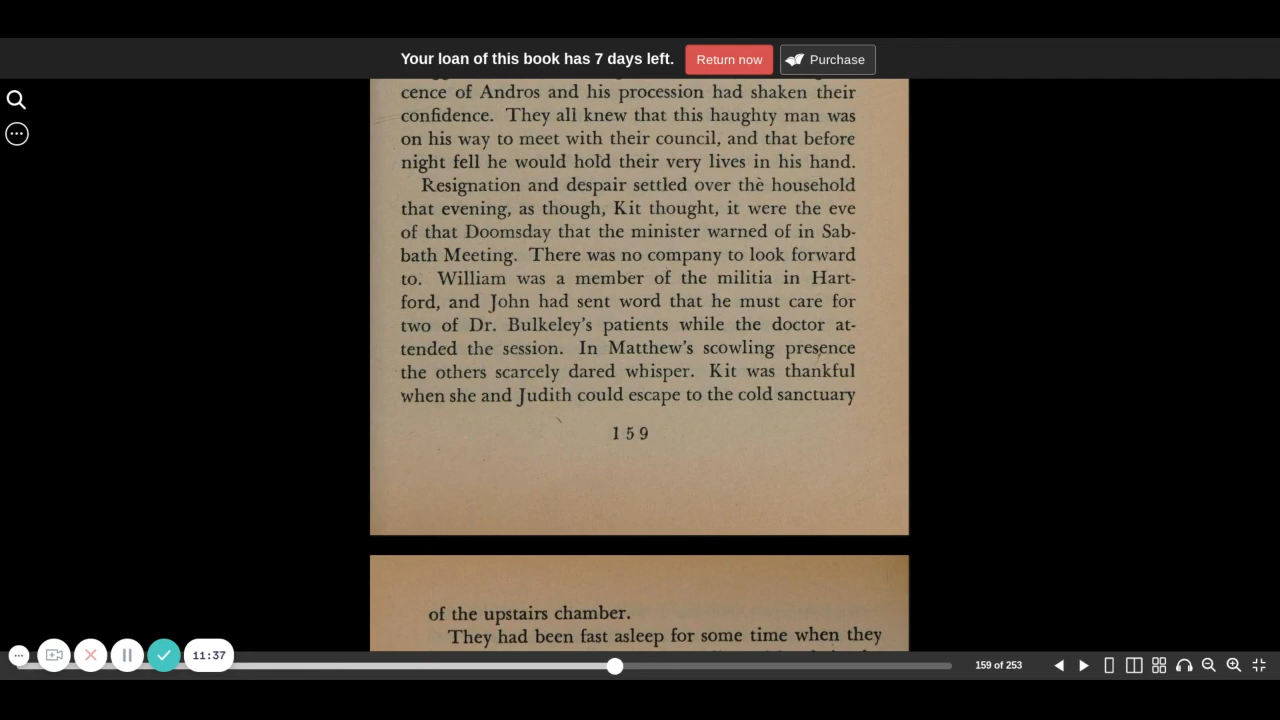 Your loan of this book has 7 days left. Return now Purchase
cence of Andros and his procession had shaken their
confidence. They all knew that this haughty man was
on his way to meet with their council, and that before
night fell he would hold their very lives in his hand.
Resignation and despair settled over the household
that evening, as though, Kit thought, it were the eve
of that Doomsday that the minister warned of in Sab-
bath Meeting. There was no company to look forward
to. William was a member of the militia in Hart-
ford, and John had sent word that he must care for
two of Dr. Bulkeley's patients while the doctor at-
tended the session. In Matthew's scowling presence
the others scarcely dared whisper. Kit was thankful
when she and Judith could escape to the cold sanctuary
159
of the upstairs chamber.
They had been fast asleep for some time when they
11:37
159 of 253